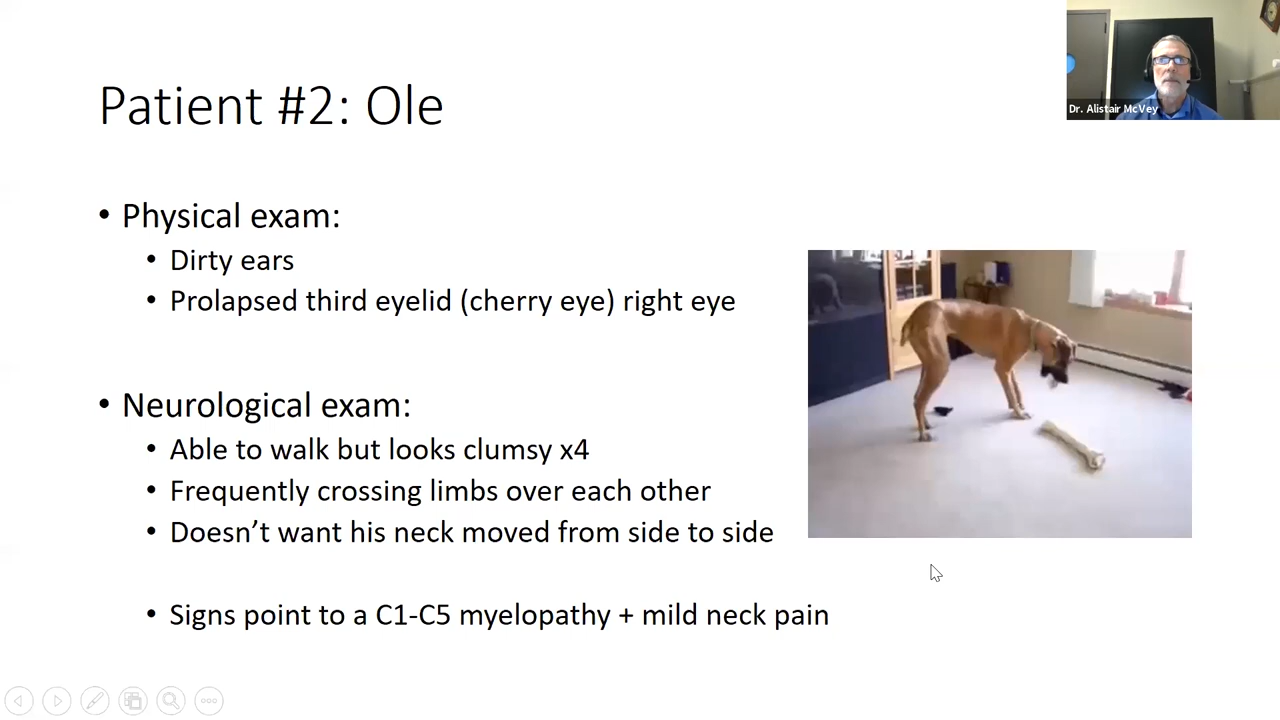 Dr. Alistair McVey
Patient #2: Ole
• Physical exam:
• Dirty ears
• Prolapsed third eyelid (cherry eye) right eye
• Neurological exam:
• Able to walk but looks clumsy x4
• Frequently crossing limbs over each other
• Doesn’t want his neck moved from side to side
• Signs point to a C1-C5 myelopathy + mild neck pain